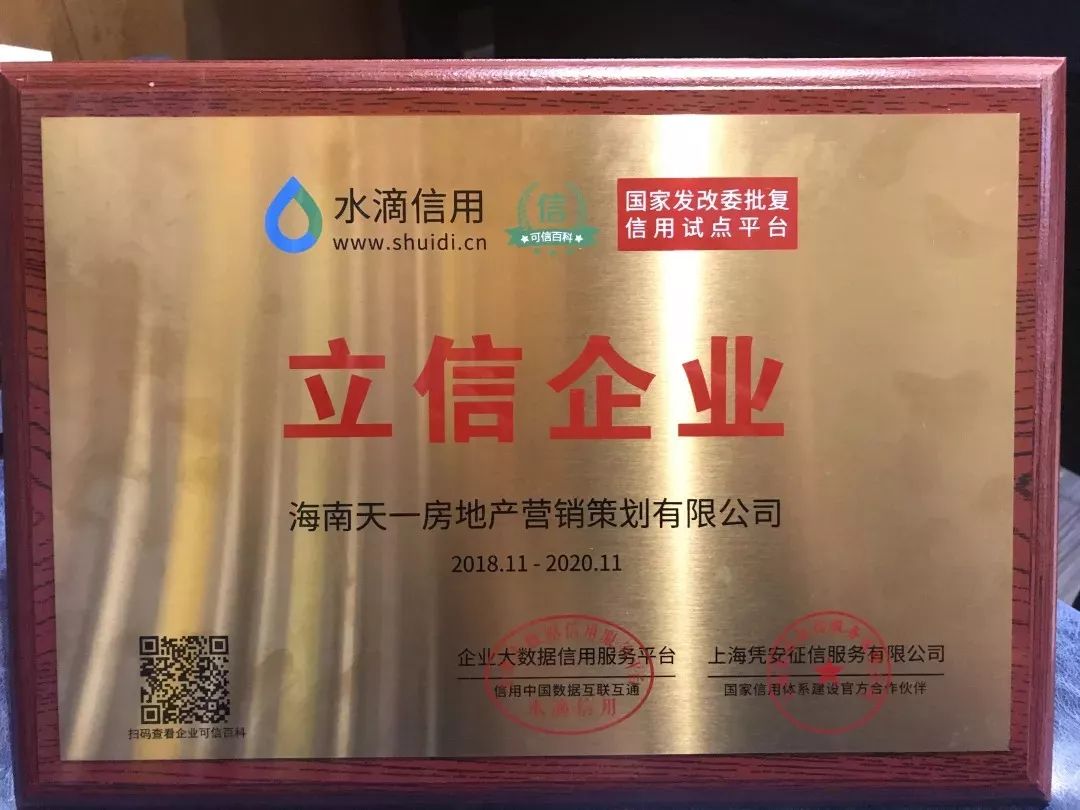 水滴信用
www.shuidi.cn
信
可信百科
国家发改委批复
信用试点平台
立信企业
海南天一房地产营销策划有限公司
2018.11 - 2020.11
企业大数据信用服务平台
信用中国数据互联互通
水滴信用
上海凭安征信服务有限公司
国家信用体系建设官方合作伙伴
扫码查看企业可信百科